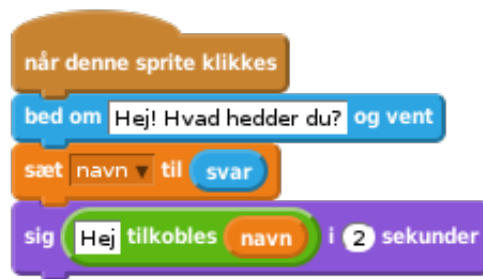 når denne sprite klikkes
bed om Hej! Hvad hedder du? og vent
sæt navn til svar
sig Hej tilkobles navn i 2 sekunder